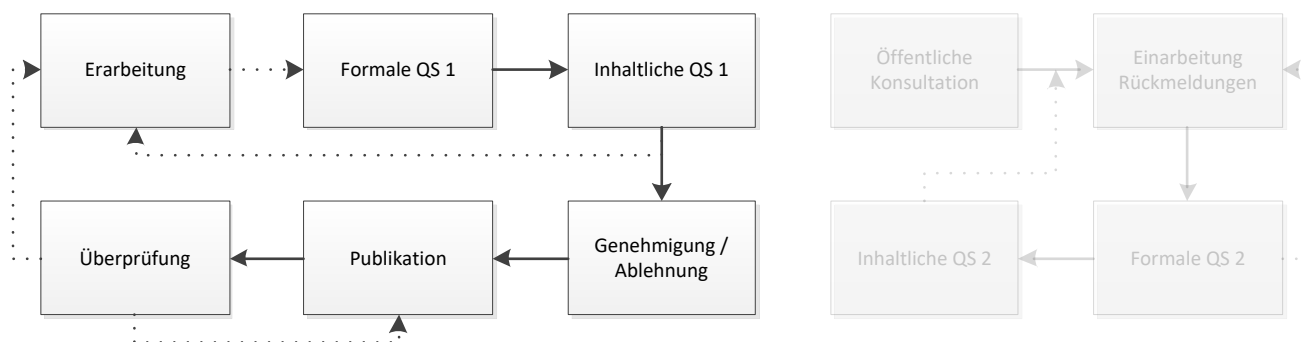 Erarbeitung
Formale QS 1
Inhaltliche QS 1
Öffentliche
Konsultation
Einarbeitung
Rückmeldungen
Überprüfung
Publikation
Genehmigung /
Ablehnung
Inhaltliche QS 2
Formale QS 2